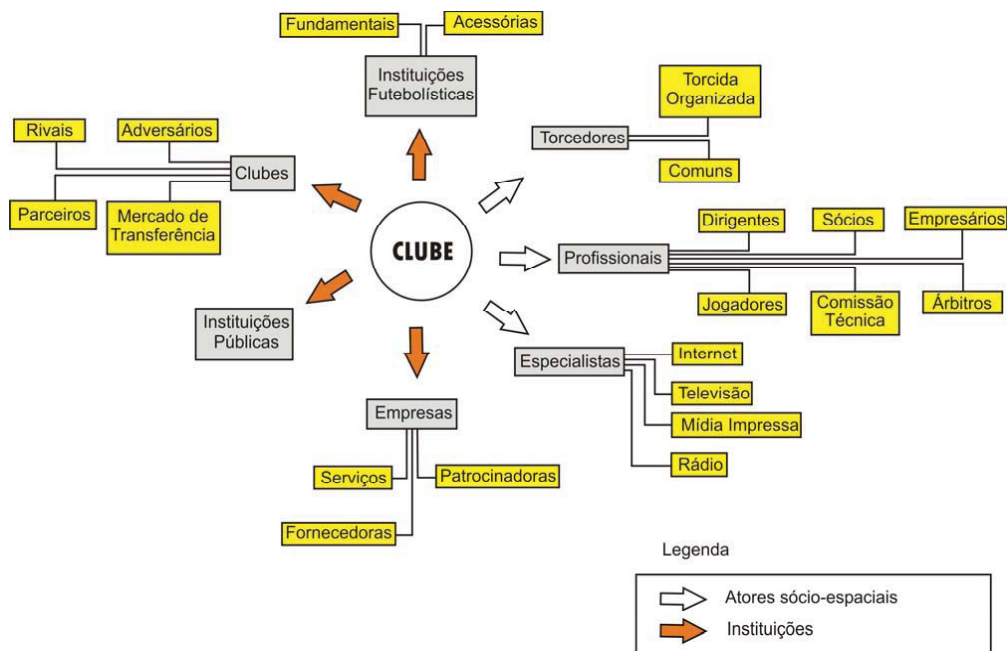 Fundamentais
Acessórias
Instituições
Futebolísticas
Torcida
Organizada
Torcedores
Comuns
Rivais
Adversários
Clubes
Parceiros
Mercado de
Transferência
CLUBE
Dirigentes
Sócios
Empresários
Profissionais
Jogadores
Comissão
Técnica
Árbitros
Instituições
Públicas
Especialistas
Internet
Televisão
Mídia Impressa
Rádio
Empresas
Serviços
Patrocinadoras
Fornecedoras
Legenda
Atores sócio-espaciais
Instituições